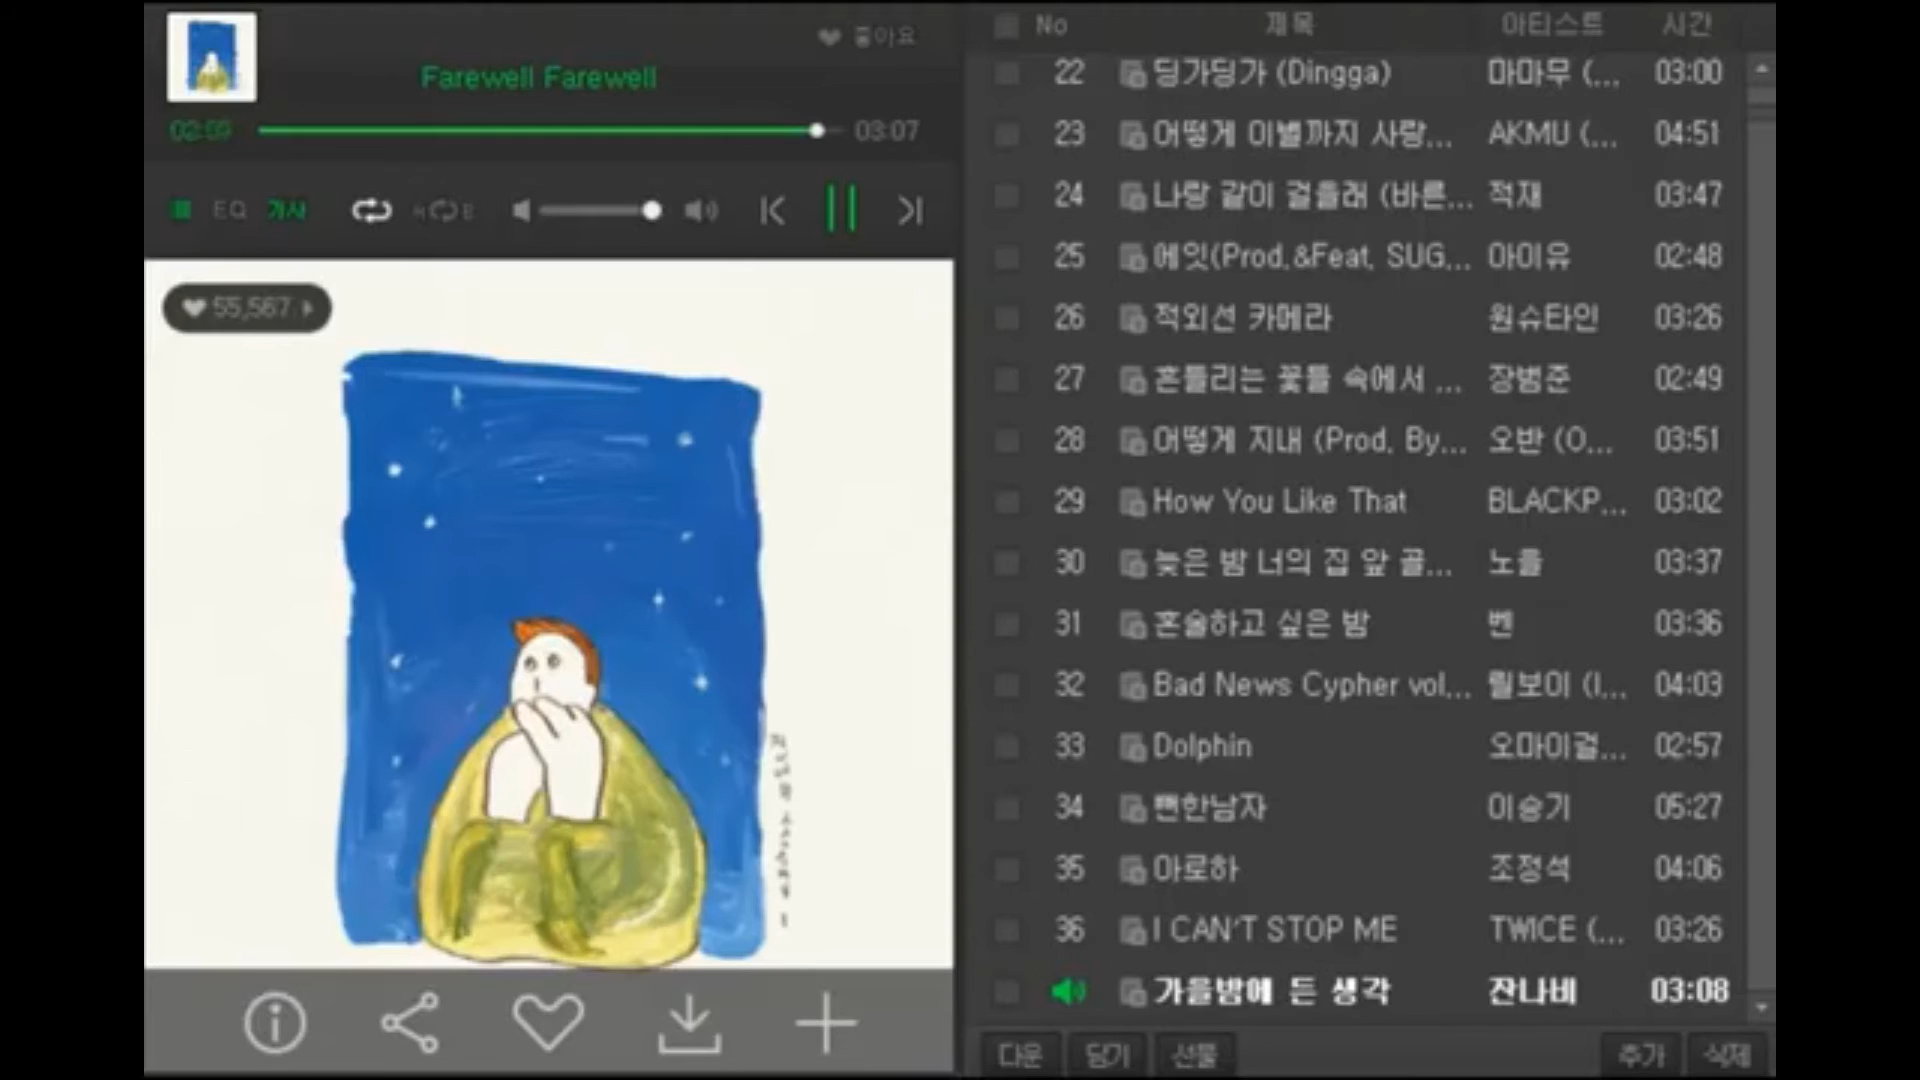 좋아요
Farewell Farewell
03:07
EQ 가사
55,567
No 제목 아티스트 시간
22 딩가딩가 (Dingga) 마마무 (... 03:00
23 어떻게 이별까지 사랑... AKMU (... 04:51
24 나랑 같이 걸을래 (바른... 적재 03:47
25 에잇(Prod.&Feat. SUG... 아이유 02:48
26 적외선 카메라 원슈타인 03:26
27 흔들리는 꽃들 속에서 ... 장범준 02:49
28 어떻게 지내 (Prod. By... 오반 (O... 03:51
29 How You Like That BLACKP... 03:02
30 늦은 밤 너의 집 앞 골... 노을 03:37
31 혼술하고 싶은 밤 벤 03:36
32 Bad News Cypher vol... 릴보이 (l... 04:03
33 Dolphin 오마이걸... 02:57
34 뻔한남자 이승기 05:27
35 아로하 조정석 04:06
36 I CAN'T STOP ME TWICE (... 03:26
가을밤에 든 생각 잔나비 03:08
다운 담기 선물 추가 삭제